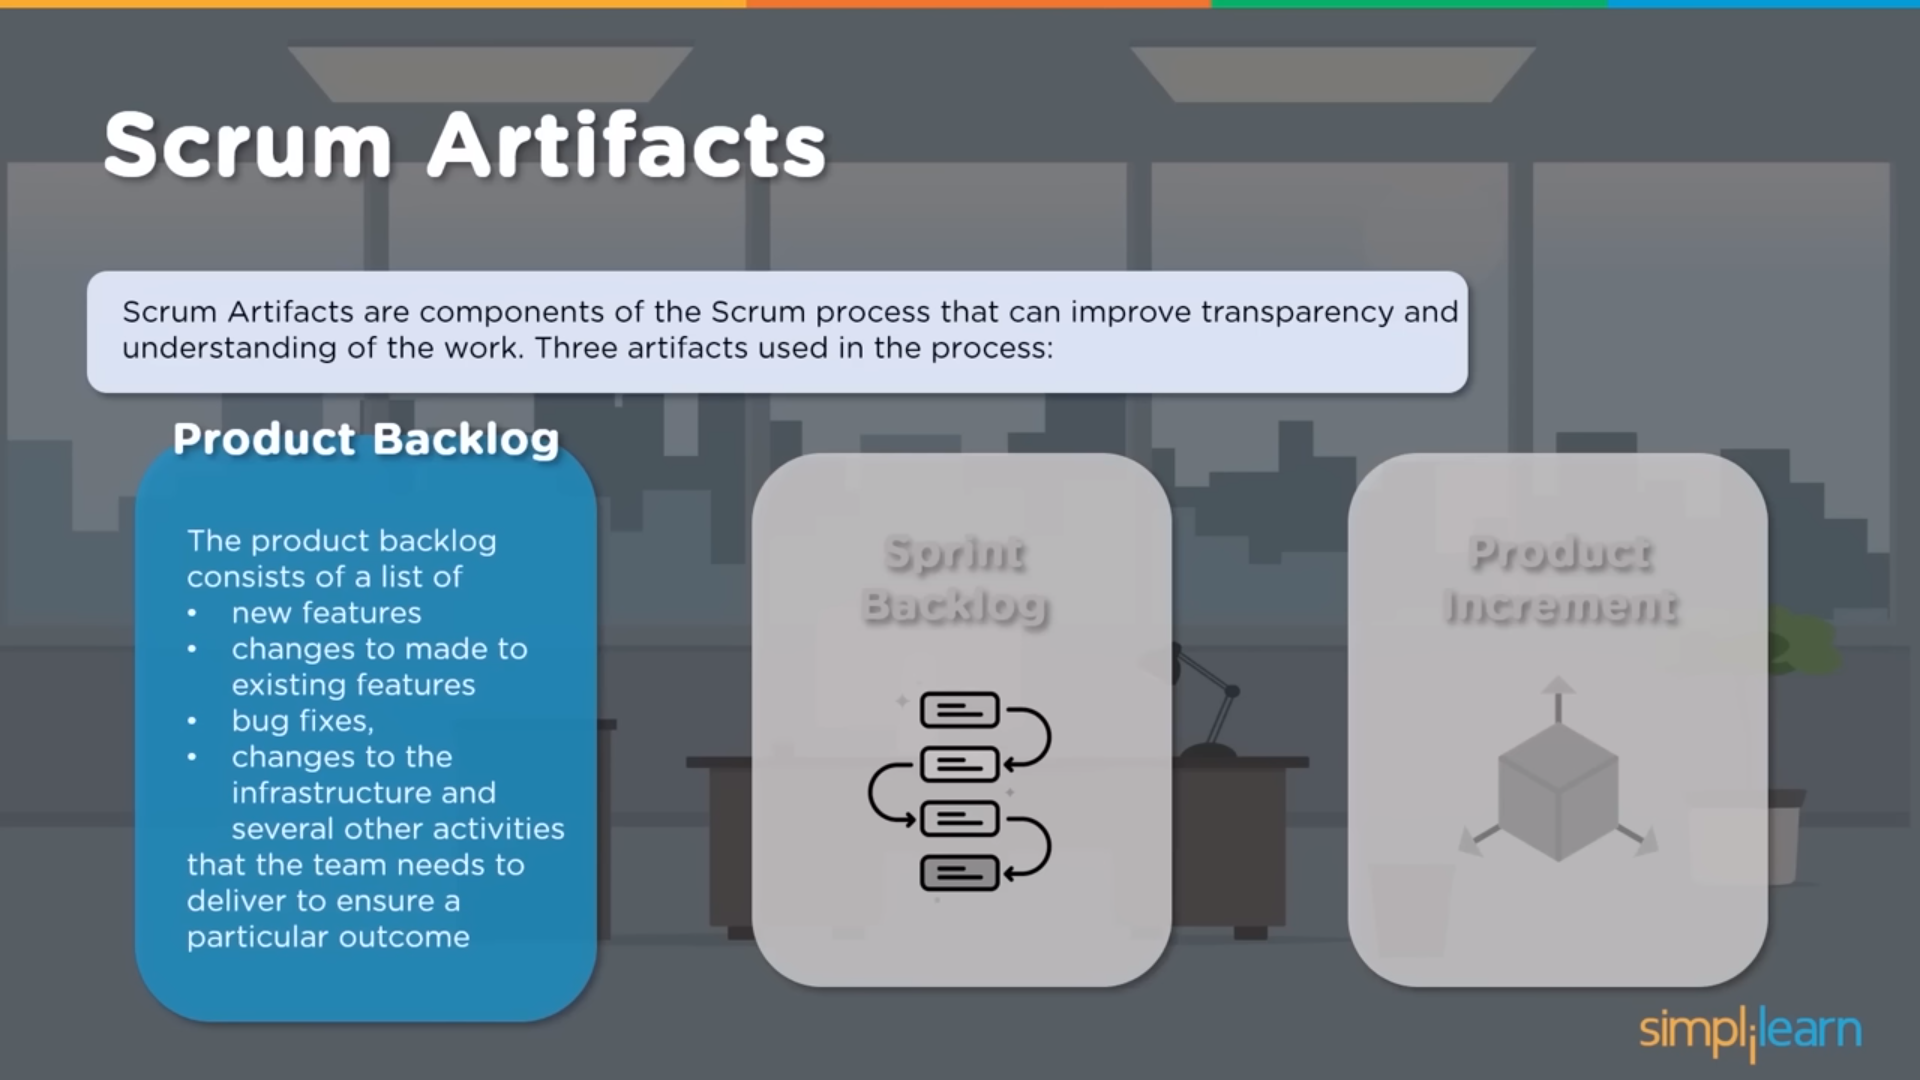 Scrum Artifacts
Scrum Artifacts are components of the Scrum process that can improve transparency and
understanding of the work. Three artifacts used in the process:
Product Backlog
The product backlog
consists of a list of
• new features
• changes to made to
existing features
• bug fixes,
• changes to the
infrastructure and
several other activities
that the team needs to
deliver to ensure a
particular outcome
Sprint
Backlog
Product
Increment
simplilearn